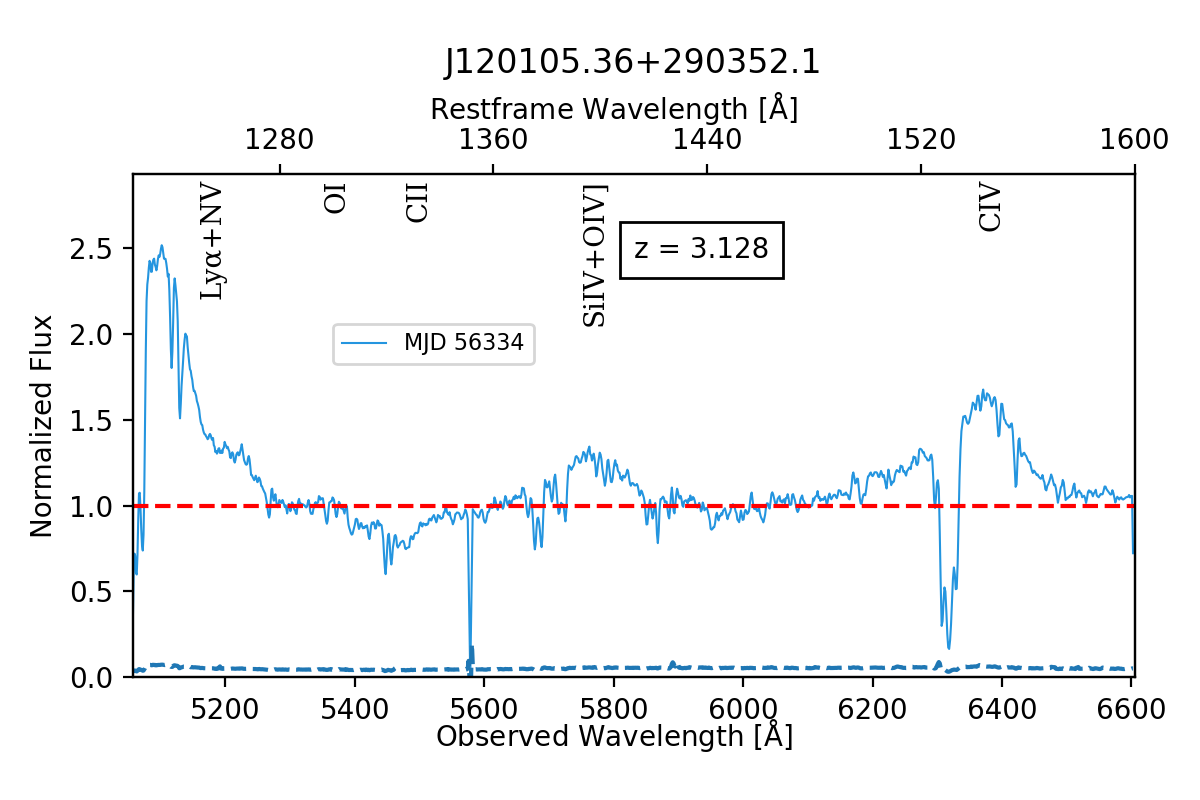 J120105.36+290352.1
Restframe Wavelength [Å]
1280 1360 1440 1520 1600
Lyα+NV
OI
CII
SiIV+OIV]
CIV
z = 3.128
MJD 56334
Normalized Flux
2.5
2.0
1.5
1.0
0.5
0.0
5200 5400 5600 5800 6000 6200 6400 6600
Observed Wavelength [Å]